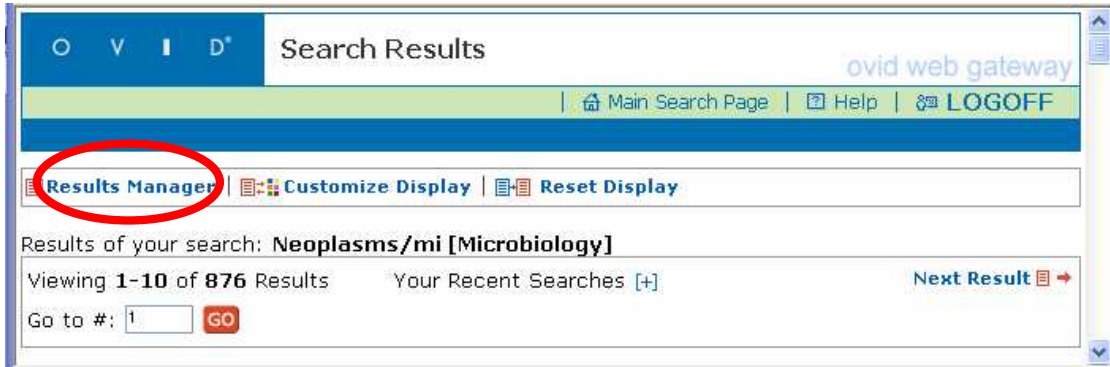 O V I D® Search Results
ovid web gateway
| Main Search Page | Help | LOGOFF
Results Manager | Customize Display | Reset Display
Results of your search: Neoplasms/mi [Microbiology]
Viewing 1-10 of 876 Results Your Recent Searches [+] Next Result
Go to #: 1 GO